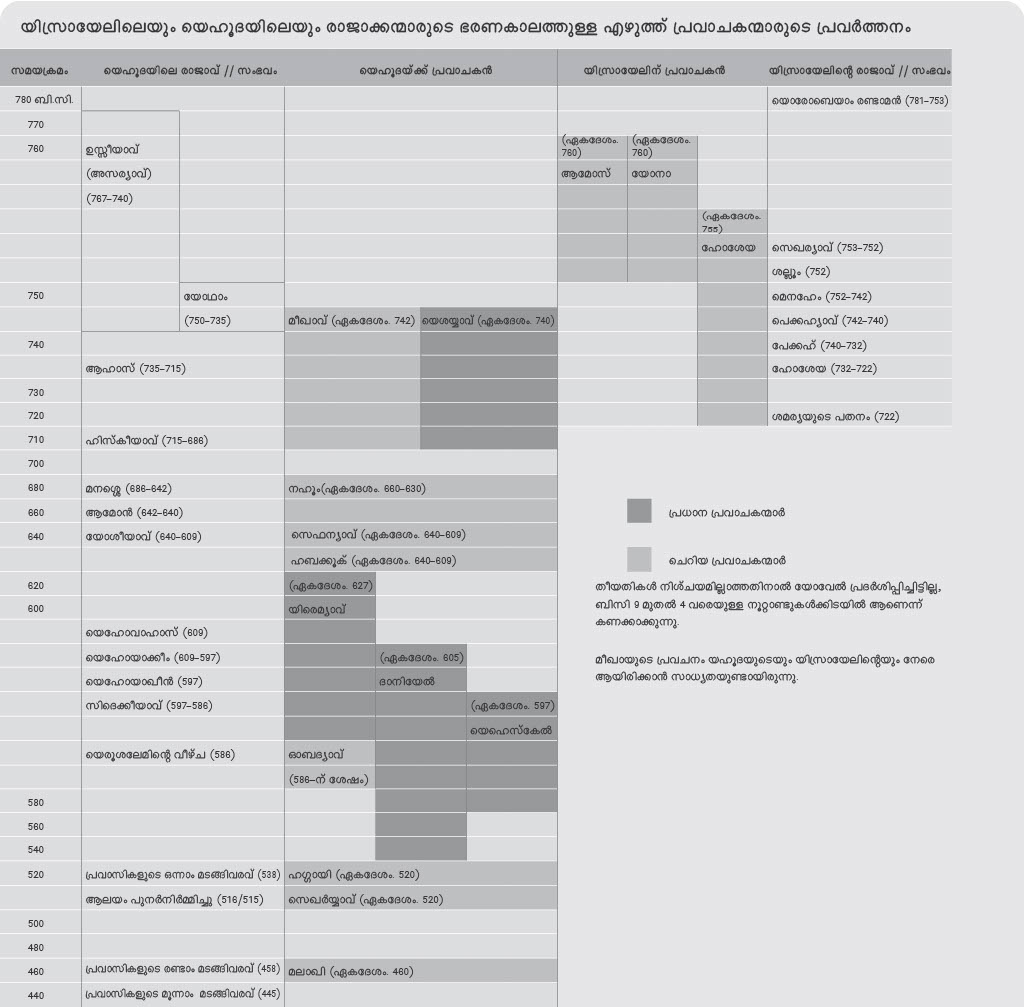 യിസ്രായേലിലെയും യെഹൂദയിലെയും രാജാക്കന്മാരുടെ ഭരണകാലത്തുള്ള എഴുത്ത് പ്രവാചകന്മാരുടെ പ്രവർത്തനം
സമയക്രമം യെഹൂദയിലെ രാജാവ് // സംഭവം യെഹൂദയ്ക്ക് പ്രവാചകൻ യിസ്രായേലിന് പ്രവാചകൻ യിസ്രായേലിന്റെ രാജാവ് // സംഭവം
780 ബി.സി. യൊരോബെയാം രണ്ടാമൻ (781–753)
770
760 ഉസ്സീയാവ് (ഏകദേശം. 760) (ഏകദേശം. 760)
(അസര്യാവ്) ആമോസ് യോനാ
(767–740)
(ഏകദേശം. 755)
ഹോശേയ സെഖര്യാവ് (753–752)
ശല്ലൂം (752)
750 യോഥാം മെനഹേം (752–742)
(750–735) മീഖാവ് (ഏകദേശം. 742) യെശയ്യാവ് (ഏകദേശം. 740) പെക്കഹ്യാവ് (742–740)
740 പേക്കഹ് (740–732)
ആഹാസ് (735–715) ഹോശേയ (732–722)
730
720 ശമര്യയുടെ പതനം (722)
710 ഹിസ്കീയാവ് (715–686)
700
680 മനശ്ശെ (686–642) നഹൂം(ഏകദേശം. 660–630)
660 ആമോൻ (642–640) പ്രധാന പ്രവാചകന്മാർ
640 യോശീയാവ് (640–609) സെഫന്യാവ് (ഏകദേശം. 640–609)
ഹബക്കൂക് (ഏകദേശം. 640–609) ചെറിയ പ്രവാചകന്മാർ
620 (ഏകദേശം. 627) തീയതികൾ നിശ്ചയമില്ലാത്തതിനാൽ യോവേൽ പ്രദർശിപ്പിച്ചിട്ടില്ല,
600 യിരെമ്യാവ് ബിസി 9 മുതൽ 4 വരെയുള്ള നൂറ്റാണ്ടുകൾക്കിടയിൽ ആണെന്ന്
കണക്കാക്കുന്നു.
യെഹോവാഹാസ് (609)
യെഹോയാക്കീം (609–597) (ഏകദേശം. 605) മീഖായുടെ പ്രവചനം യഹൂദയുടെയും യിസ്രായേലിന്റെയും നേരെ
യെഹോയാഖീൻ (597) ദാനിയേൽ ആയിരിക്കാൻ സാധ്യതയുണ്ടായിരുന്നു.
സിദെക്കീയാവ് (597–586) (ഏകദേശം. 597)
യെഹെസ്കേൽ
യെരൂശലേമിന്റെ വീഴ്ച (586) ഓബദ്യാവ്
(586–ന് ശേഷം)
580
560
540
520 പ്രവാസികളുടെ ഒന്നാം മടങ്ങിവരവ് (538) ഹഗ്ഗായി (ഏകദേശം. 520)
ആലയം പുനർനിർമ്മിച്ചു (516/515) സെഖർയ്യാവ് (ഏകദേശം. 520)
500
480
460 പ്രവാസികളുടെ രണ്ടാം മടങ്ങിവരവ് (458) മലാഖി (ഏകദേശം. 460)
440 പ്രവാസികളുടെ മൂന്നാം മടങ്ങിവരവ് (445)